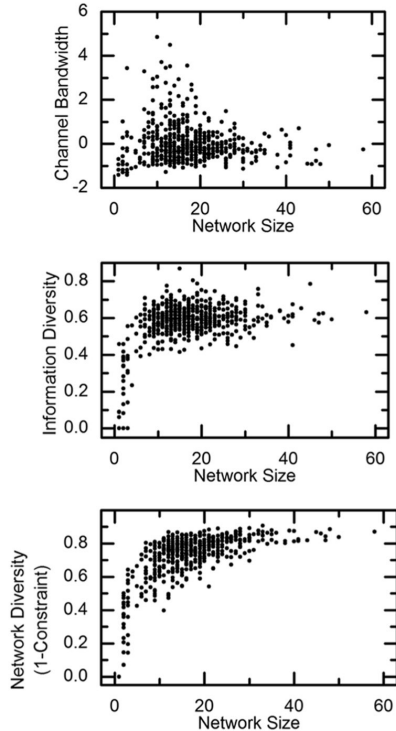 6
4
2
0
-2
Channel Bandwidth
0 20 40 60
Network Size
0.8
0.6
0.4
0.2
0.0
Information Diversity
0 20 40 60
Network Size
0.8
0.6
0.4
0.2
0.0
Network Diversity
(1-Constraint)
0 20 40 60
Network Size